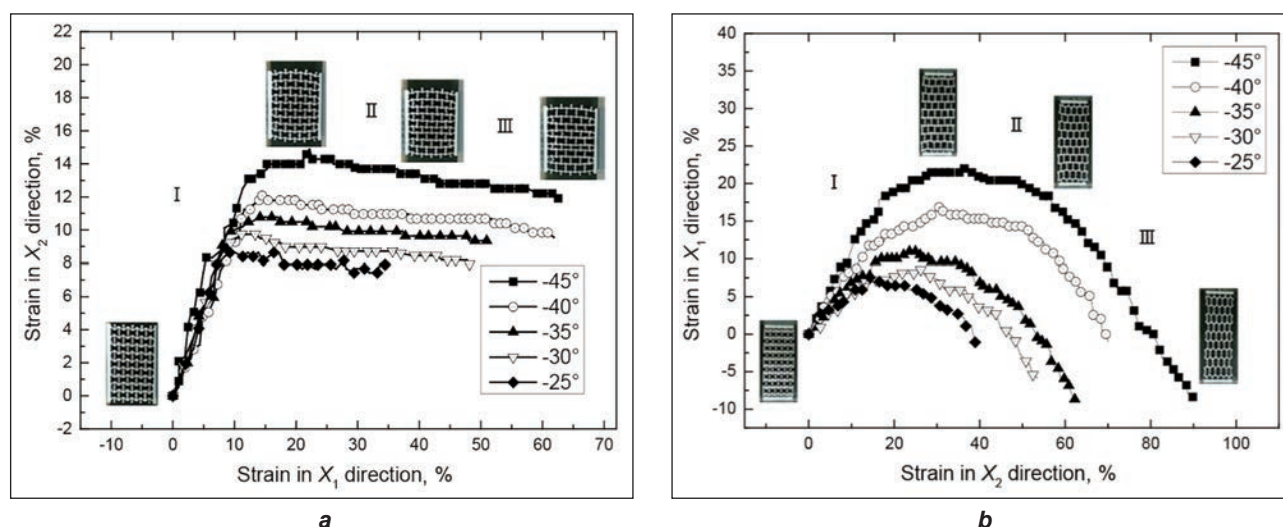 22
20
18
16
14
12
10
8
6
4
2
0
-2
Strain in X₂ direction, %
I
II
III
-45°
-40°
-35°
-30°
-25°
-10 0 10 20 30 40 50 60 70
Strain in X₁ direction, %
a
40
35
30
25
20
15
10
5
0
-5
-10
Strain in X₁ direction, %
I
II
III
-45°
-40°
-35°
-30°
-25°
0 20 40 60 80 100
Strain in X₂ direction, %
b